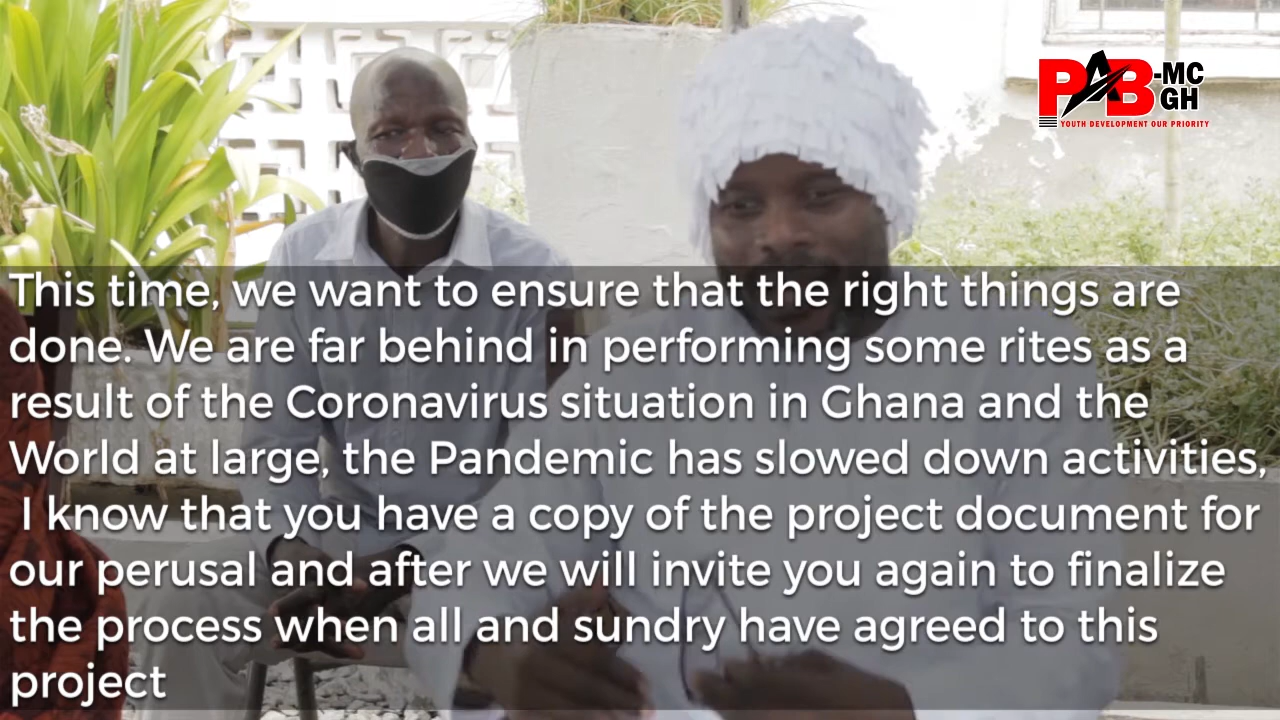 PAB-MC
GH
YOUTH DEVELOPMENT OUR PRIORITY
This time, we want to ensure that the right things are
done. We are far behind in performing some rites as a
result of the Coronavirus situation in Ghana and the
World at large, the Pandemic has slowed down activities,
I know that you have a copy of the project document for
our perusal and after we will invite you again to finalize
the process when all and sundry have agreed to this
project